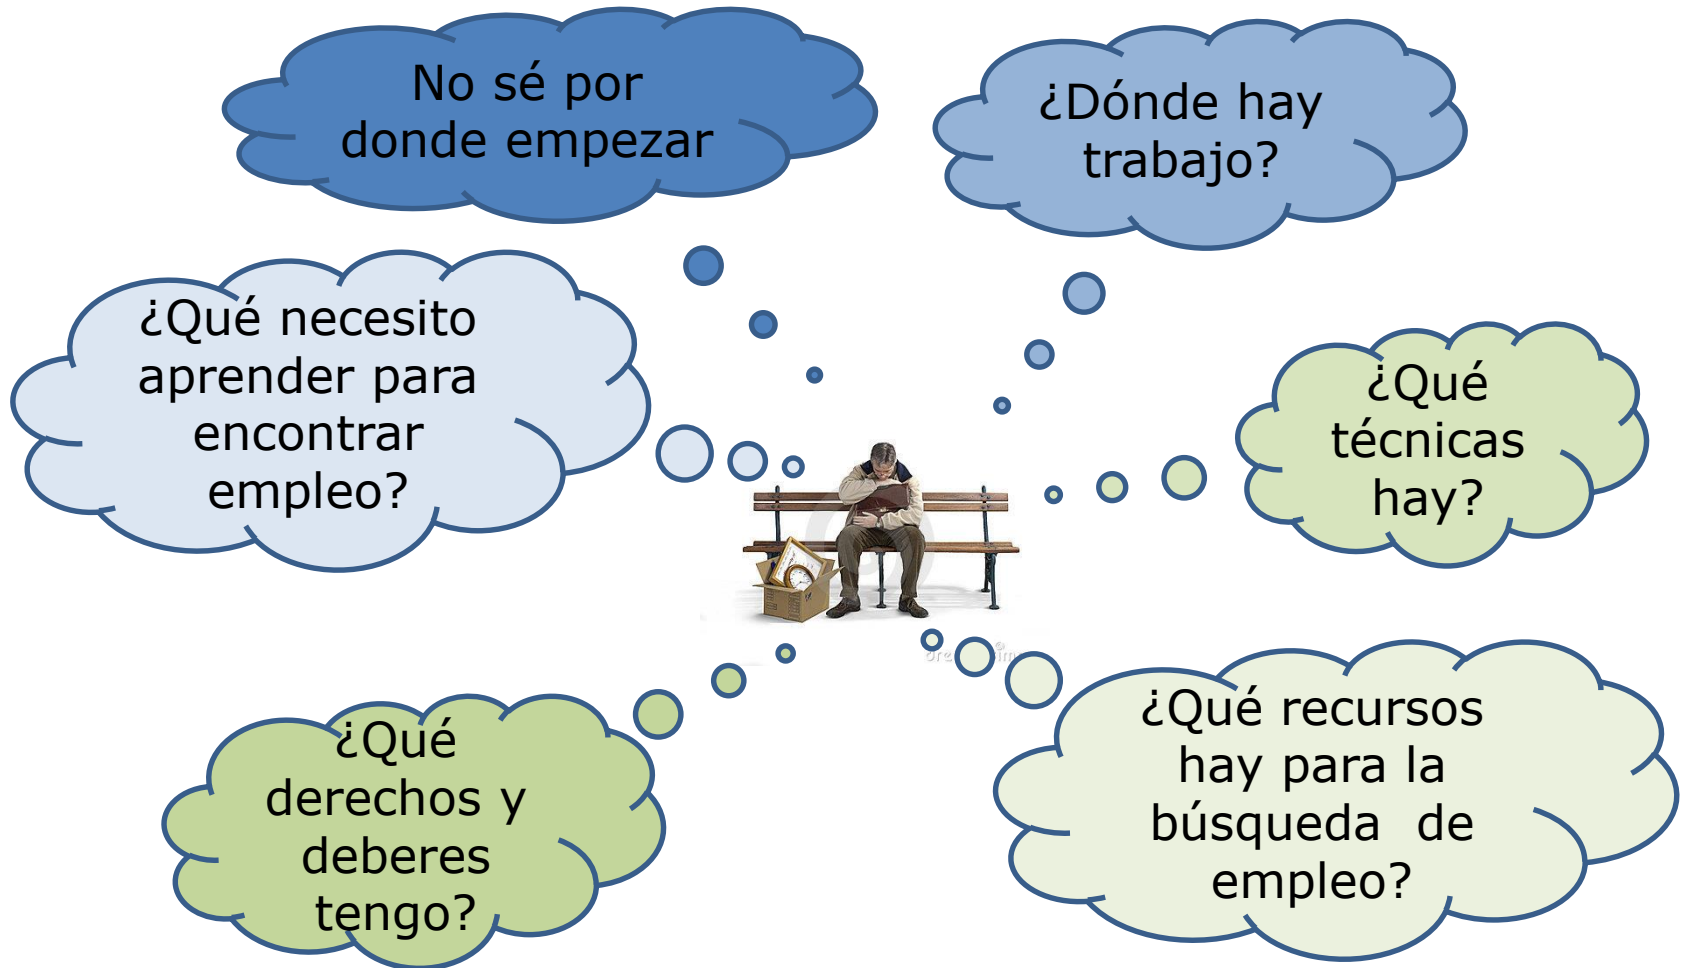 No sé por
donde empezar
¿Dónde hay
trabajo?
¿Qué necesito
aprender para
encontrar
empleo?
¿Qué
técnicas
hay?
¿Qué
derechos y
deberes
tengo?
¿Qué recursos
hay para la
búsqueda  de
empleo?